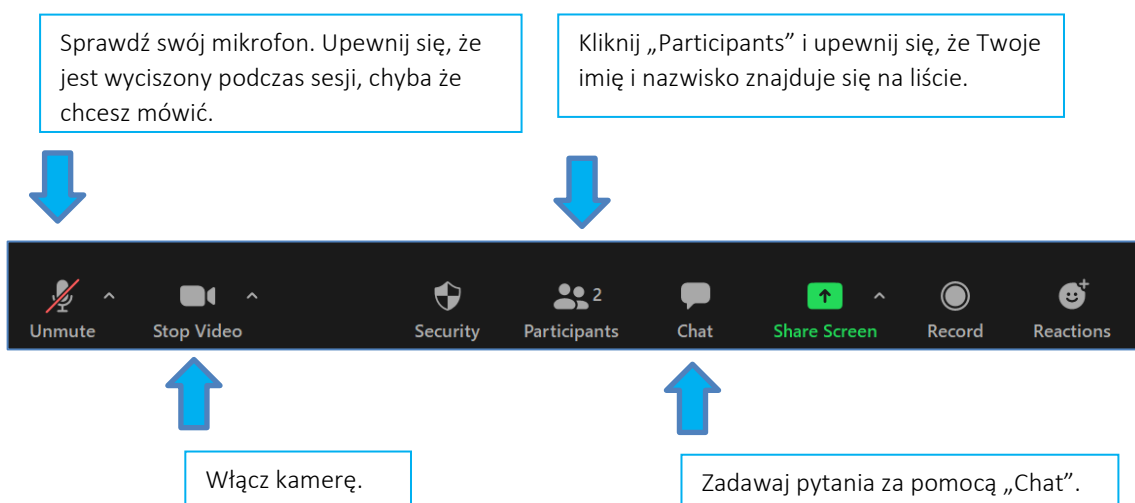 Sprawdź swój mikrofon. Upewnij się, że
jest wyciszony podczas sesji, chyba że
chcesz mówić.
Kliknij „Participants” i upewnij się, że Twoje
imię i nazwisko znajduje się na liście.
2
Unmute
Stop Video
Security
Participants
Chat
Share Screen
Record
Reactions
Włącz kamerę.
Zadawaj pytania za pomocą „Chat”.